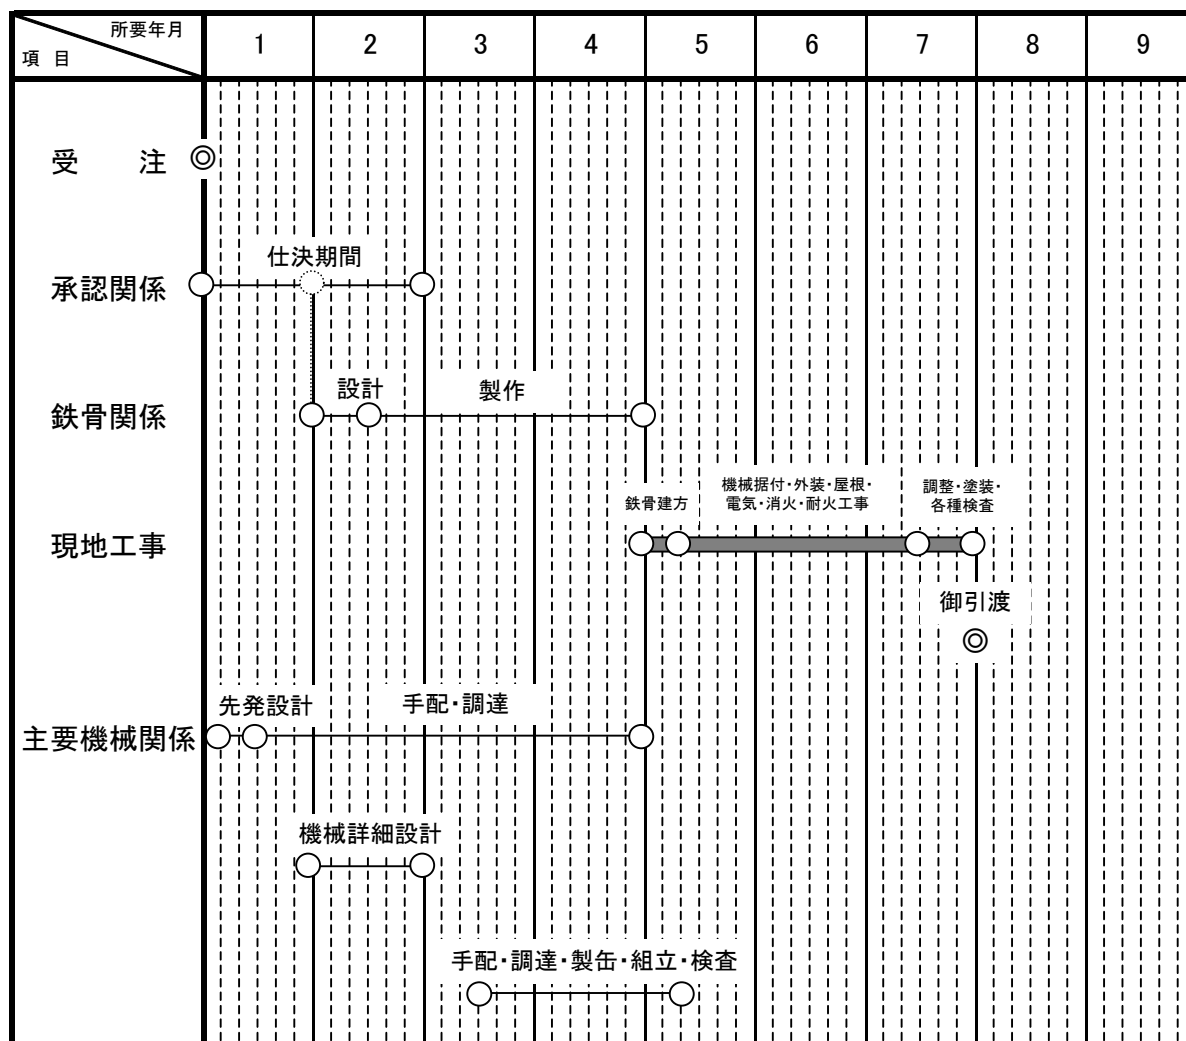 所要年月
項 目
1 2 3 4 5 6 7 8 9
受 注
仕決期間
承認関係
設計
製作
鉄骨関係
鉄骨建方
機械据付・外装・屋根・
電気・消火・耐火工事
調整・塗装・
各種検査
現地工事
御引渡
先発設計
手配・調達
主要機械関係
機械詳細設計
手配・調達・製缶・組立・検査